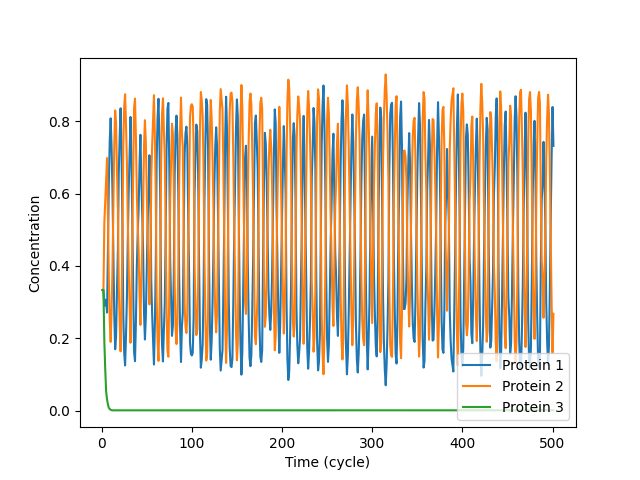 0.8
0.6
0.4
0.2
0.0
Concentration
0
100
200
300
400
500
Time (cycle)
Protein 1
Protein 2
Protein 3